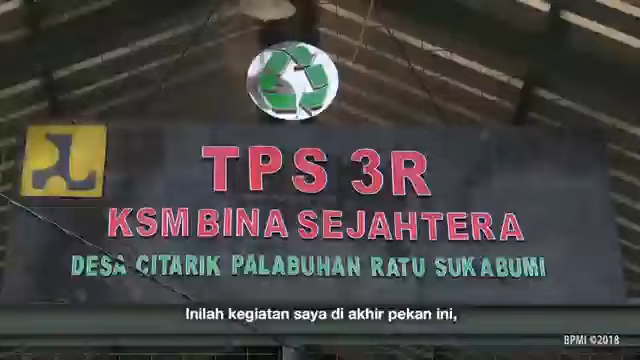 TPS 3R
KSM BINA SEJAHTERA
DESA CITARIK PALABUHAN RATU SUKABUMI
Inilah kegiatan saya di akhir pekan ini,
BPMI ©2018